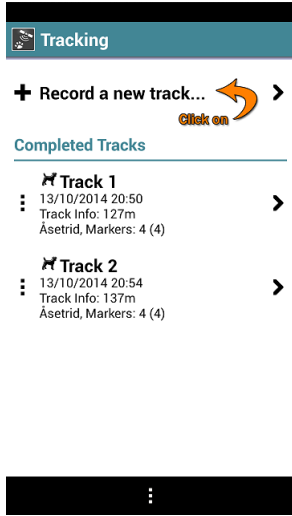 Tracking
Record a new track...
Click on
Completed Tracks
Track 1
13/10/2014 20:50
Track Info: 127m
Åsetrid, Markers: 4 (4)
Track 2
13/10/2014 20:54
Track Info: 137m
Åsetrid, Markers: 4 (4)